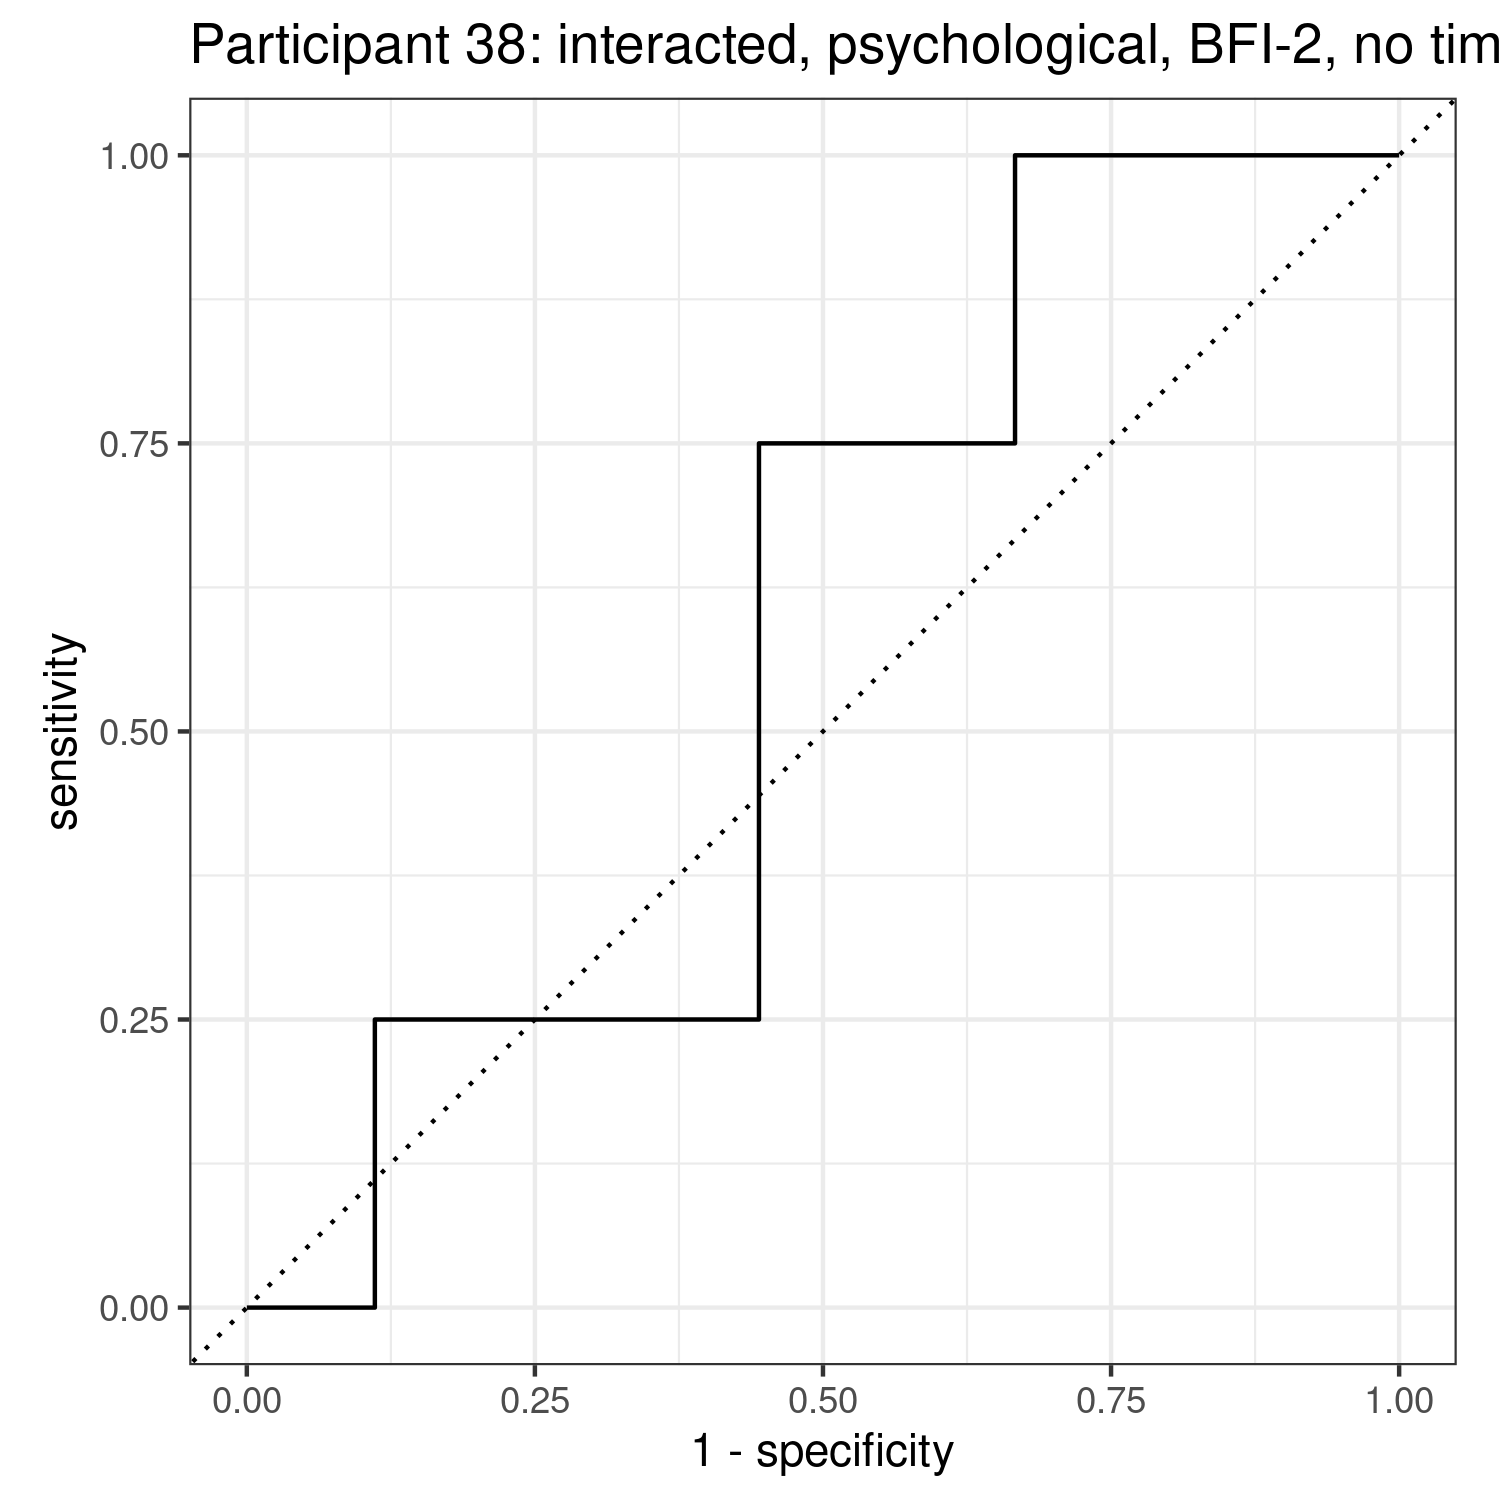 Participant 38: interacted, psychological, BFI-2, no tim
1.00
0.75
0.50
0.25
0.00
sensitivity
0.00 0.25 0.50 0.75 1.00
1 - specificity